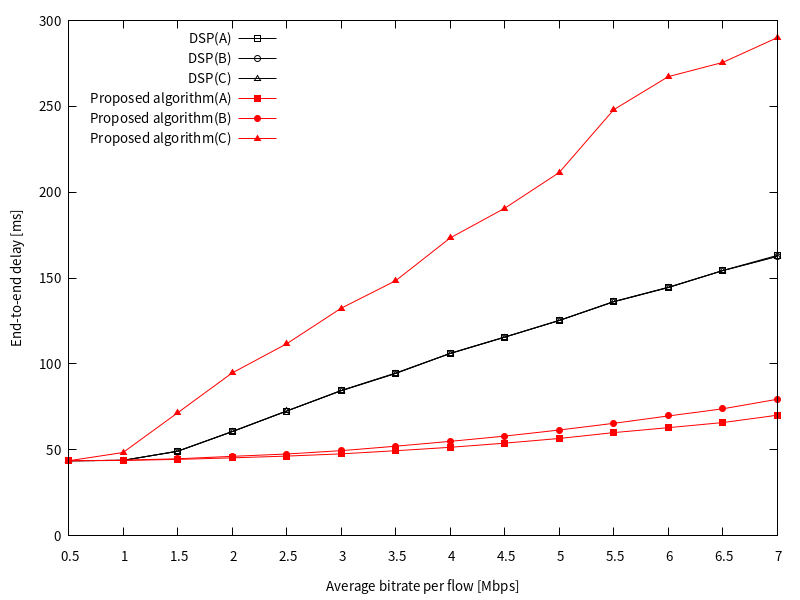 300
250
200
150
100
50
0
End-to-end delay [ms]
DSP(A)
DSP(B)
DSP(C)
Proposed algorithm(A)
Proposed algorithm(B)
Proposed algorithm(C)
0.5 1 1.5 2 2.5 3 3.5 4 4.5 5 5.5 6 6.5 7
Average bitrate per flow [Mbps]